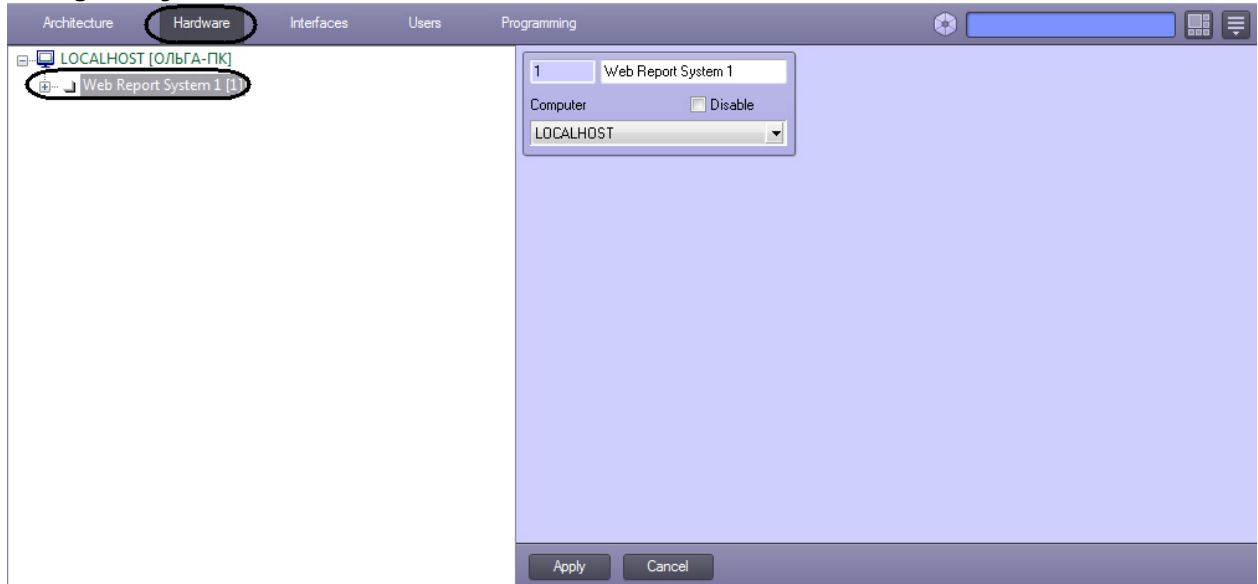 Architecture Hardware Interfaces Users Programming
LOCALHOST [ОЛЬГА-ПК]
Web Report System 1 [1]
1 Web Report System 1
Computer Disable
LOCALHOST
Apply Cancel